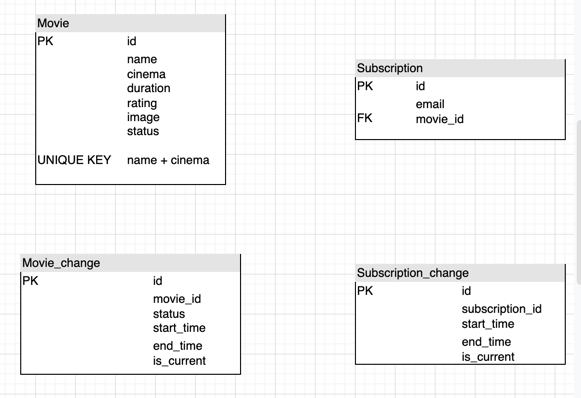 Movie
PK id
name
cinema
duration
rating
image
status
UNIQUE KEY name + cinema
Subscription
PK id
email
FK movie_id
Movie_change
PK id
movie_id
status
start_time
end_time
is_current
Subscription_change
PK id
subscription_id
start_time
end_time
is_current